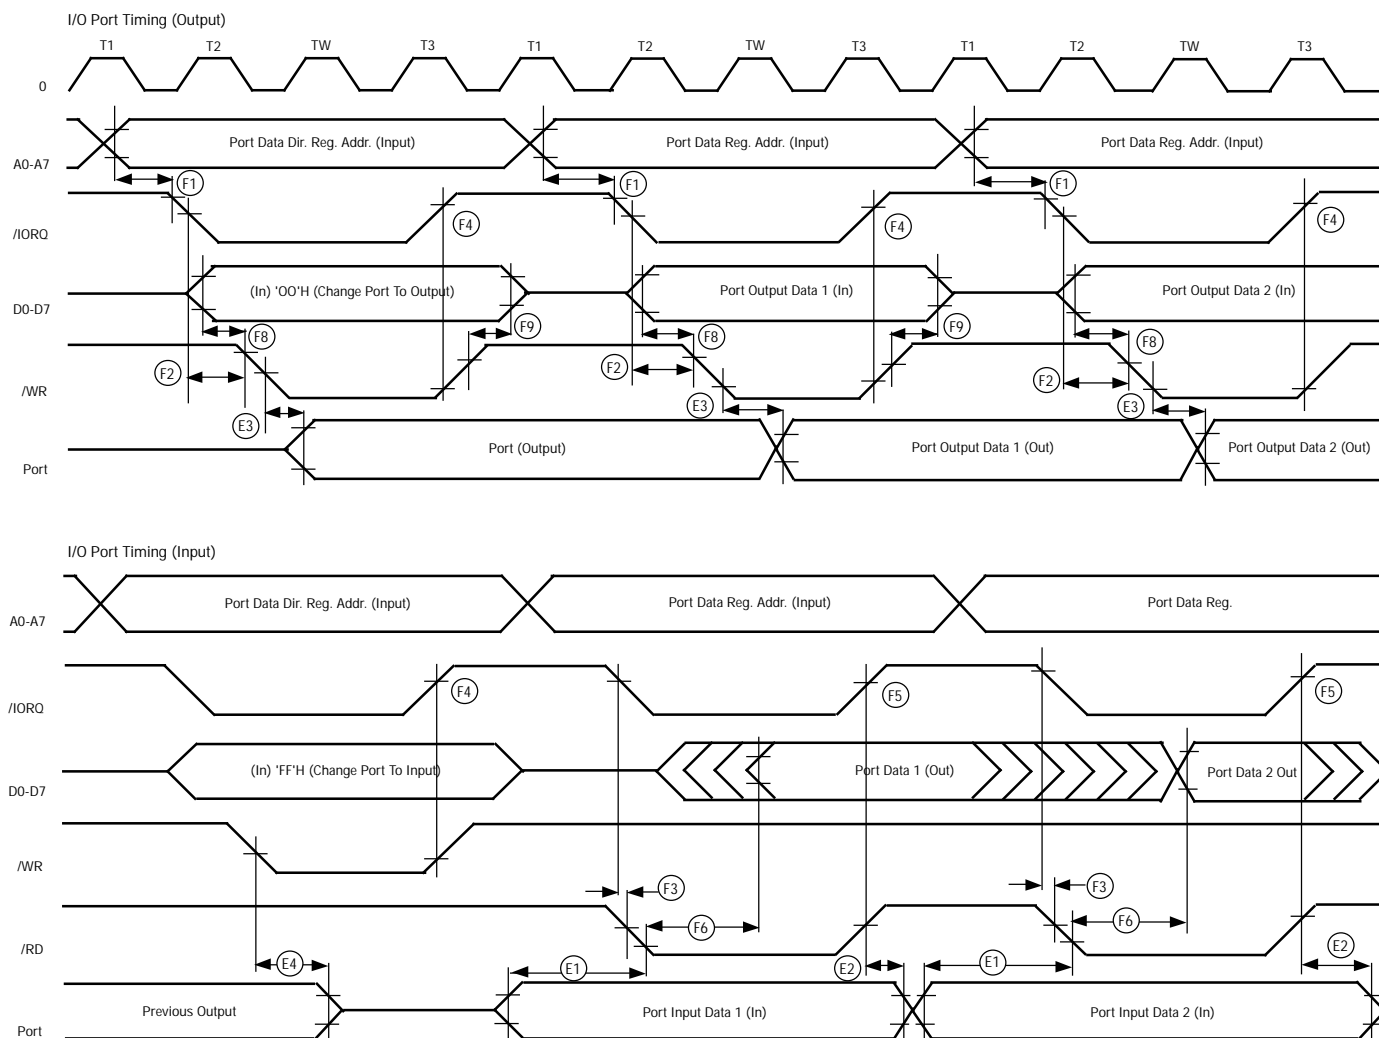 I/O Port Timing (Output)
T1 T2 TW T3 T1 T2 TW T3 T1 T2 TW T3
0
Port Data Dir. Reg. Addr. (Input) Port Data Reg. Addr. (Input) Port Data Reg. Addr. (Input)
A0-A7
F1 F1 F1
F4 F4 F4
/IORQ
(In) 'OO'H (Change Port To Output) Port Output Data 1 (In) Port Output Data 2 (In)
D0-D7
F8 F9 F8 F9 F8
F2 F2 F2
/WR
E3 E3 E3
Port (Output) Port Output Data 1 (Out) Port Output Data 2 (Out)
Port
I/O Port Timing (Input)
Port Data Dir. Reg. Addr. (Input) Port Data Reg. Addr. (Input) Port Data Reg.
A0-A7
F4 F5 F5
/IORQ
(In) 'FF'H (Change Port To Input) Port Data 1 (Out) Port Data 2 Out
D0-D7
/WR
F3 F3
F6 F6
/RD
E4 E1 E2 E1 E2
Previous Output Port Input Data 1 (In) Port Input Data 2 (In)
Port